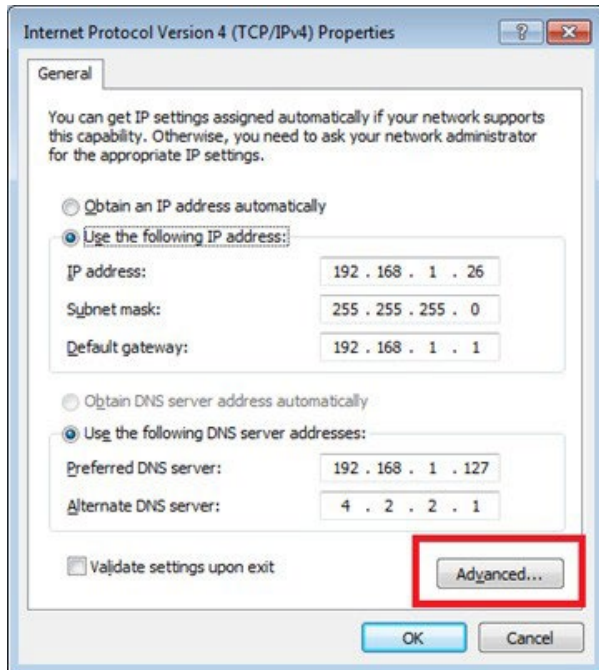 Internet Protocol Version 4 (TCP/IPv4) Properties
General
You can get IP settings assigned automatically if your network supports
this capability. Otherwise, you need to ask your network administrator
for the appropriate IP settings.
Obtain an IP address automatically
Use the following IP address:
IP address: 192 . 168 . 1 . 26
Subnet mask: 255 . 255 . 255 . 0
Default gateway: 192 . 168 . 1 . 1
Obtain DNS server address automatically
Use the following DNS server addresses:
Preferred DNS server: 192 . 168 . 1 . 127
Alternate DNS server: 4 . 2 . 2 . 1
Validate settings upon exit
Advanced...
OK Cancel